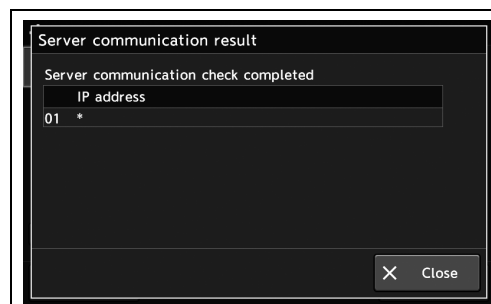 Server communication result
Server communication check completed
IP address
01 *
× Close